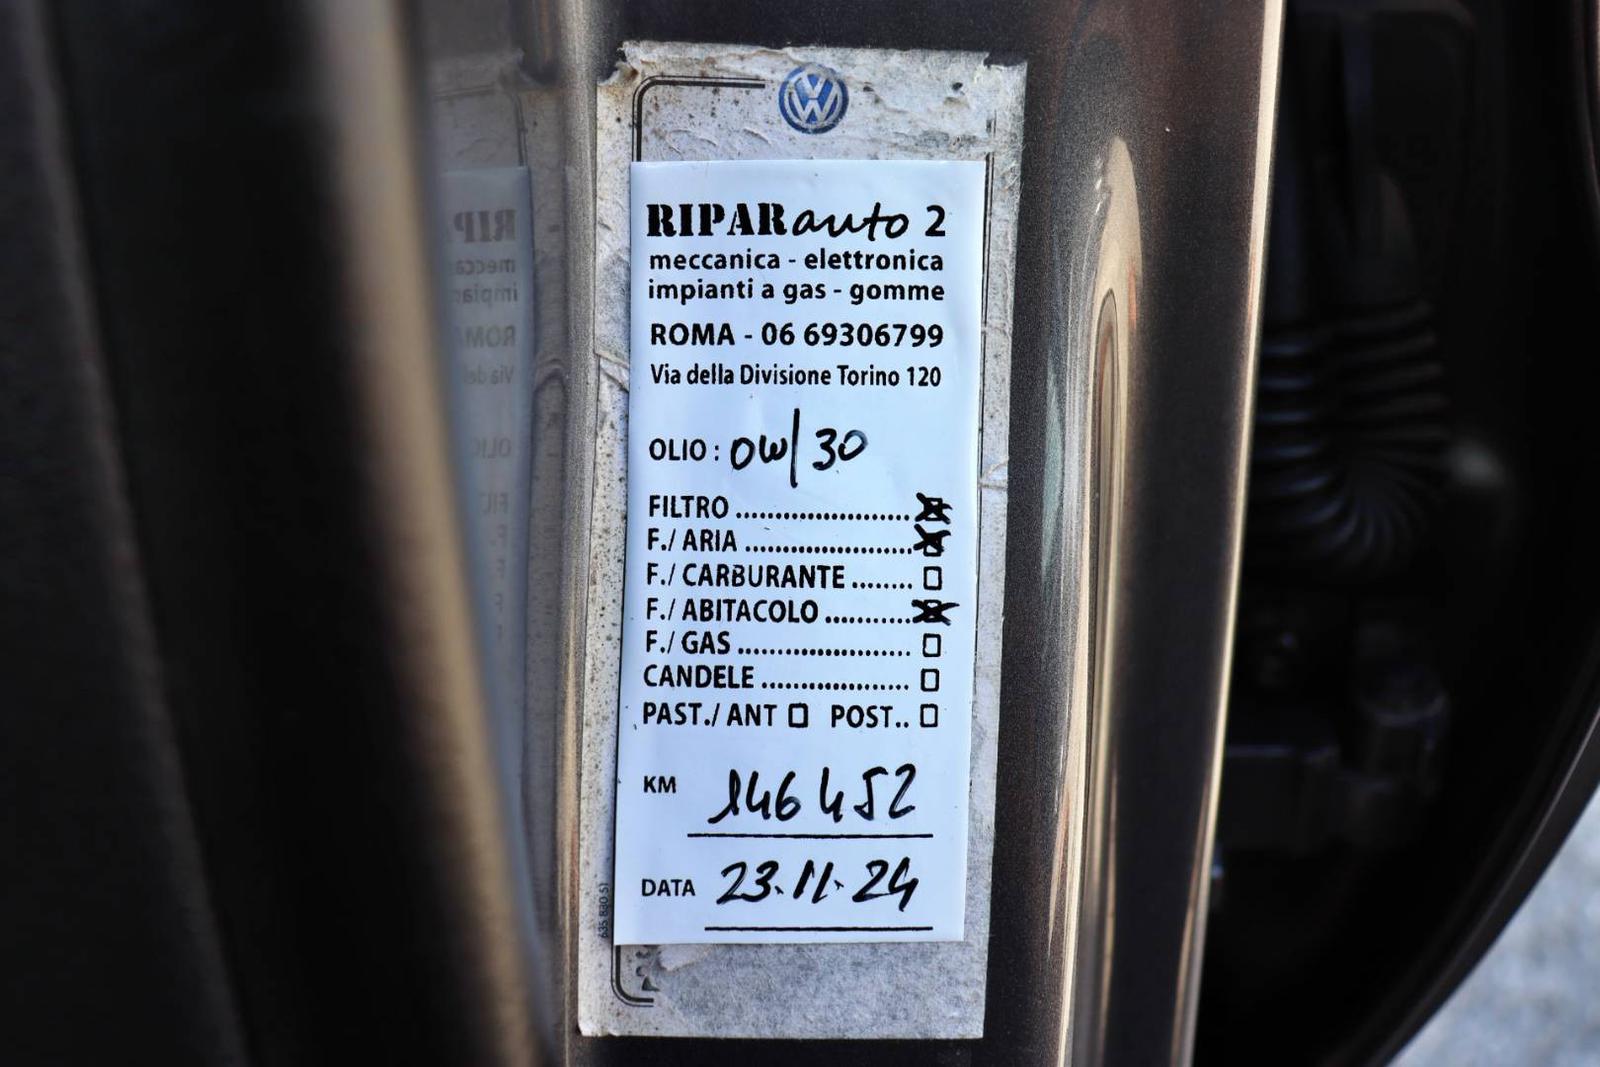 RIPARauto 2
meccanica - elettronica
impianti a gas - gomme
ROMA - 06 69306799
Via della Divisione Torino 120
OLIO : 0W/30
FILTRO ......................
F./ ARIA ......................
F./ CARBURANTE ........
F./ ABITACOLO ...........
F./ GAS ......................
CANDELE ...................
PAST./ ANT POST..
KM 146452
DATA 23.11.24